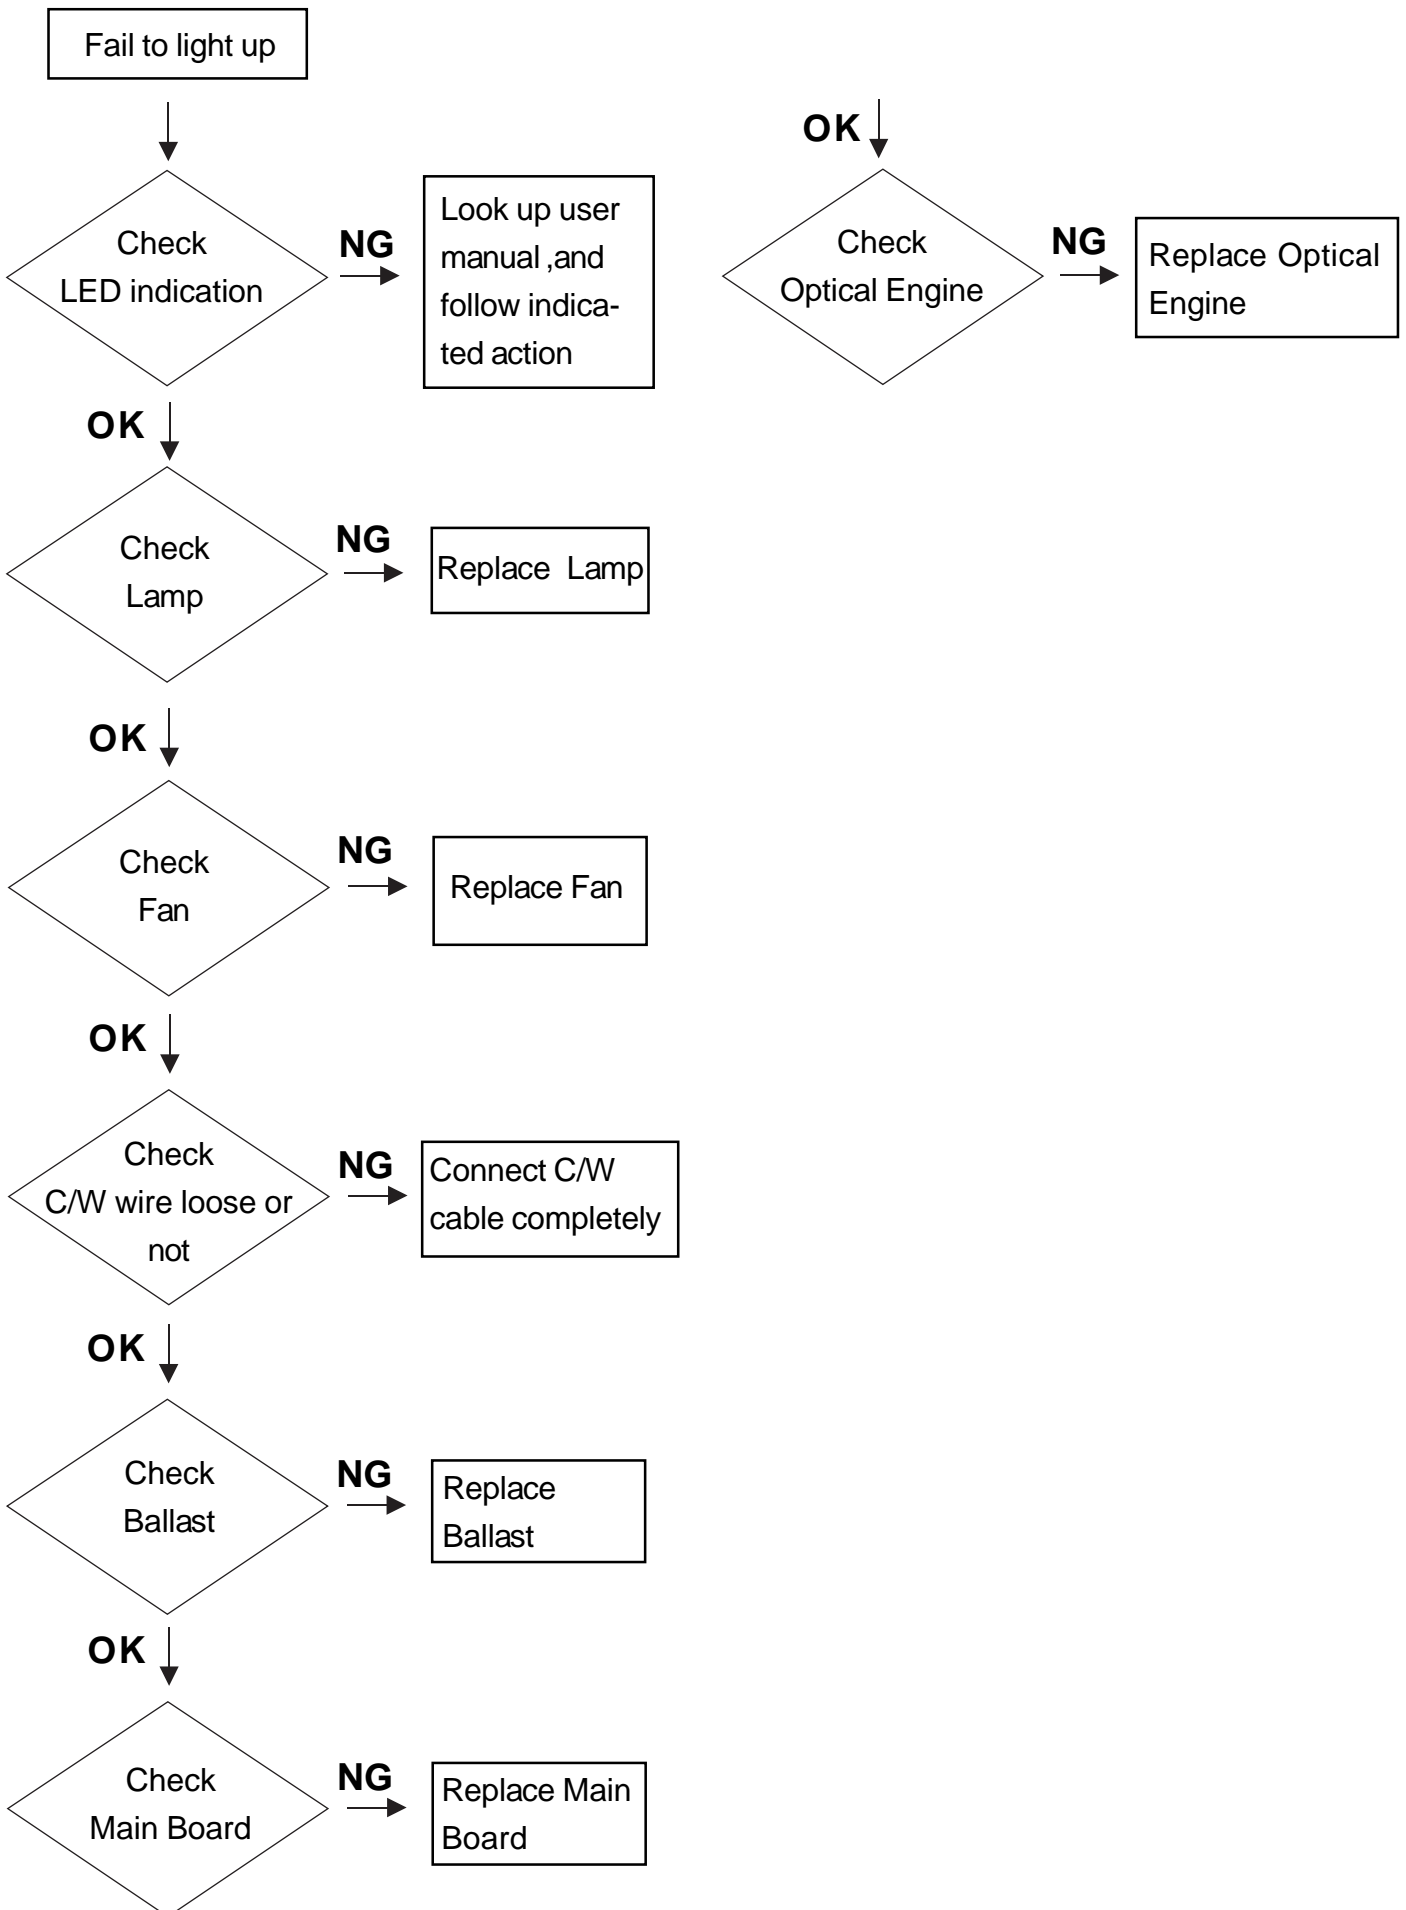 Fail to light up
Check
LED indication
NG
Look up user
manual ,and
follow indica-
ted action
OK
Check
Lamp
NG
Replace Lamp
OK
Check
Fan
NG
Replace Fan
OK
Check
C/W wire loose or
not
NG
Connect C/W
cable completely
OK
Check
Ballast
NG
Replace
Ballast
OK
Check
Main Board
NG
Replace Main
Board
OK
Check
Optical Engine
NG
Replace Optical
Engine